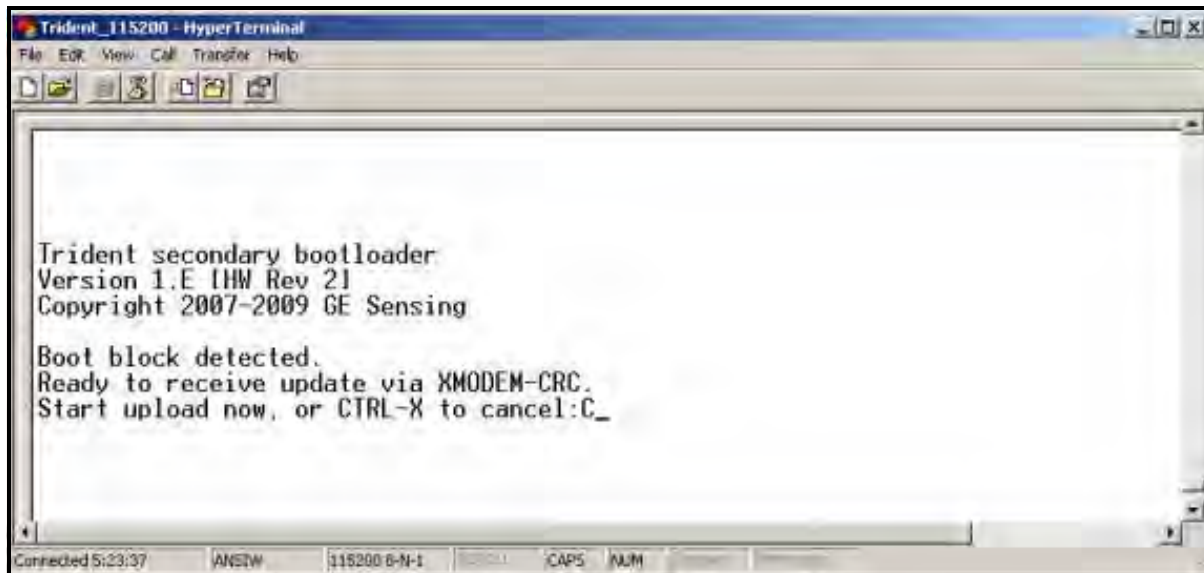 Trident_115200 - HyperTerminal
File Edit View Call Transfer Help
Trident secondary bootloader
Version 1.E [HW Rev 2]
Copyright 2007-2009 GE Sensing
Boot block detected.
Ready to receive update via XMODEM-CRC.
Start upload now, or CTRL-X to cancel:C_
Connected 5:23:37 ANSIW 115200 8-N-1 SCROLL CAPS NUM